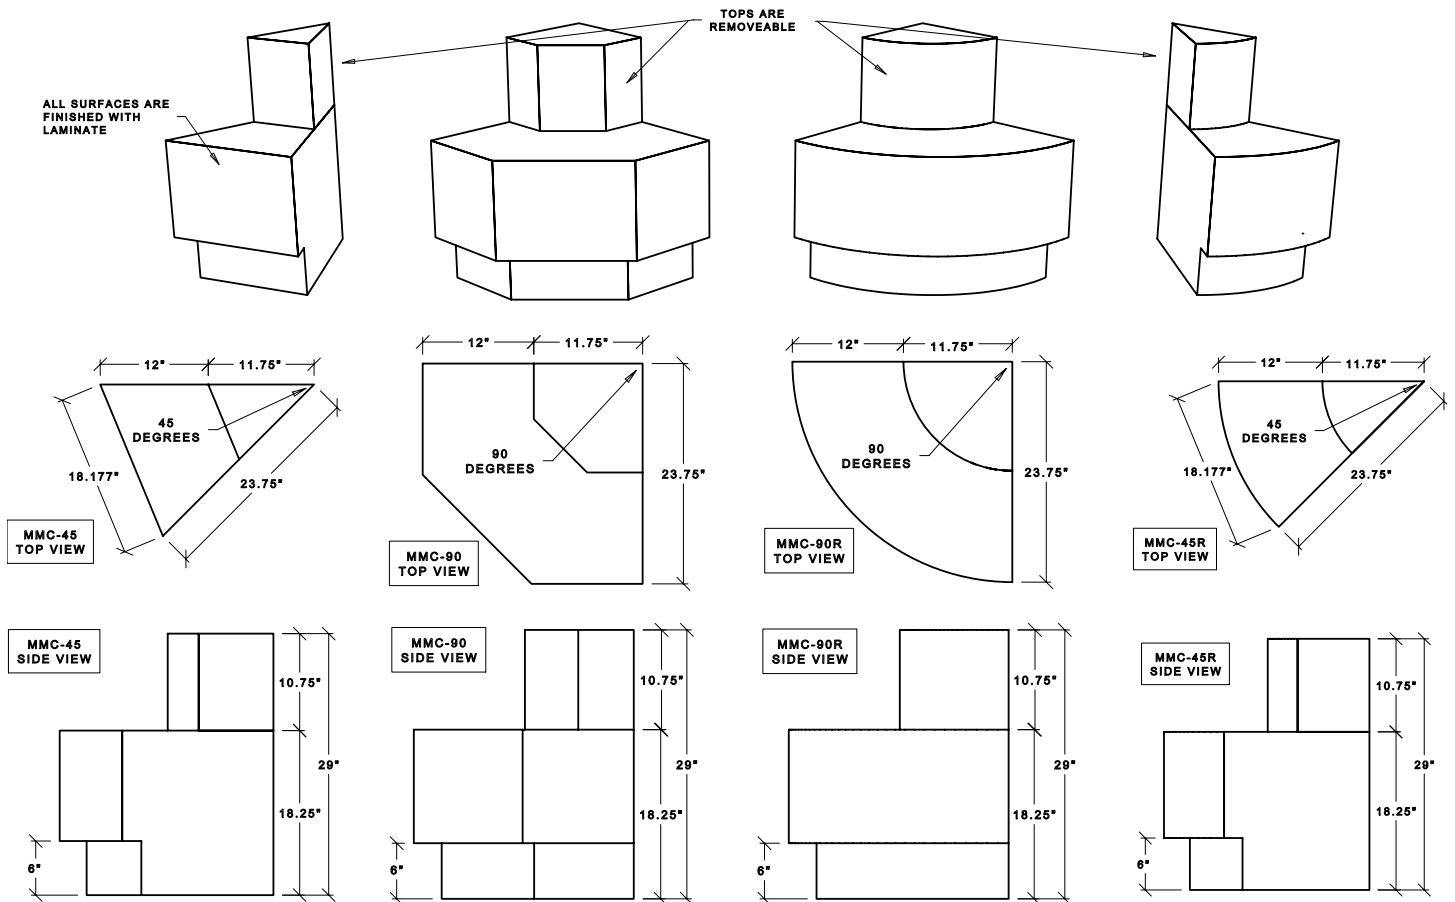 TOPS ARE
REMOVEABLE
ALL SURFACES ARE
FINISHED WITH
LAMINATE
12" 11.75"
45
DEGREES
18.177"
23.75"
MMC-45
TOP VIEW
12" 11.75"
90
DEGREES
23.75"
MMC-90
TOP VIEW
12" 11.75"
90
DEGREES
23.75"
MMC-90R
TOP VIEW
12" 11.75"
45
DEGREES
18.177"
23.75"
MMC-45R
TOP VIEW
MMC-45
SIDE VIEW
10.75"
29"
18.25"
6"
MMC-90
SIDE VIEW
10.75"
29"
18.25"
6"
MMC-90R
SIDE VIEW
10.75"
29"
18.25"
6"
MMC-45R
SIDE VIEW
10.75"
29"
18.25"
6"